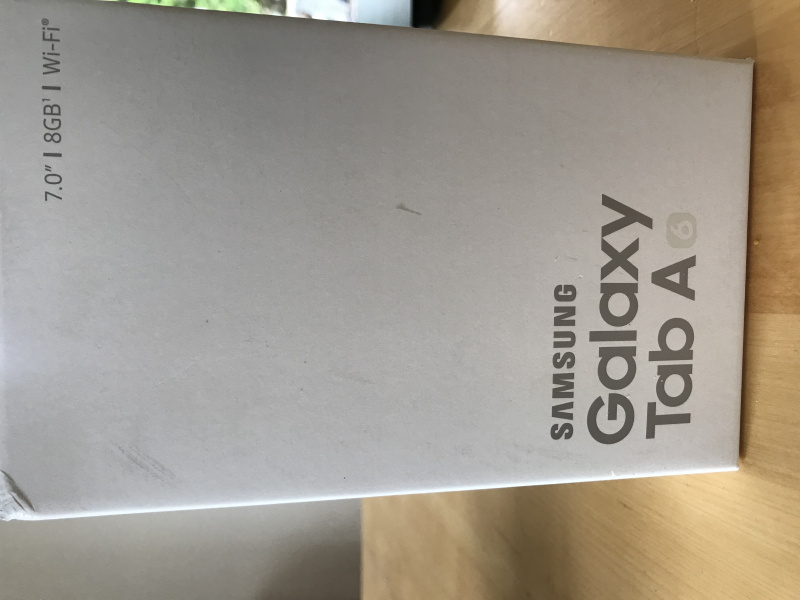 7.0" | 8GB¹ | Wi-Fi®
SAMSUNG
Galaxy
Tab A 6